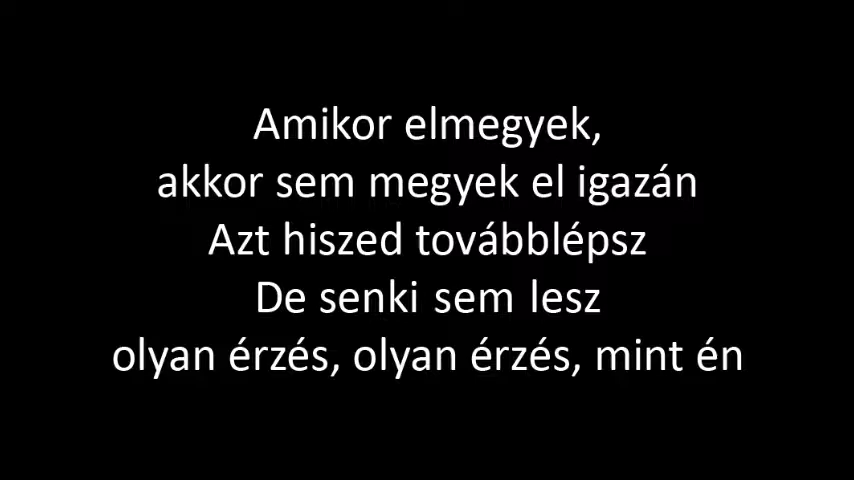 Amikor elmegyek,
akkor sem megyek el igazán
Azt hiszed továbblépsz
De senki sem lesz
olyan érzés, olyan érzés, mint én